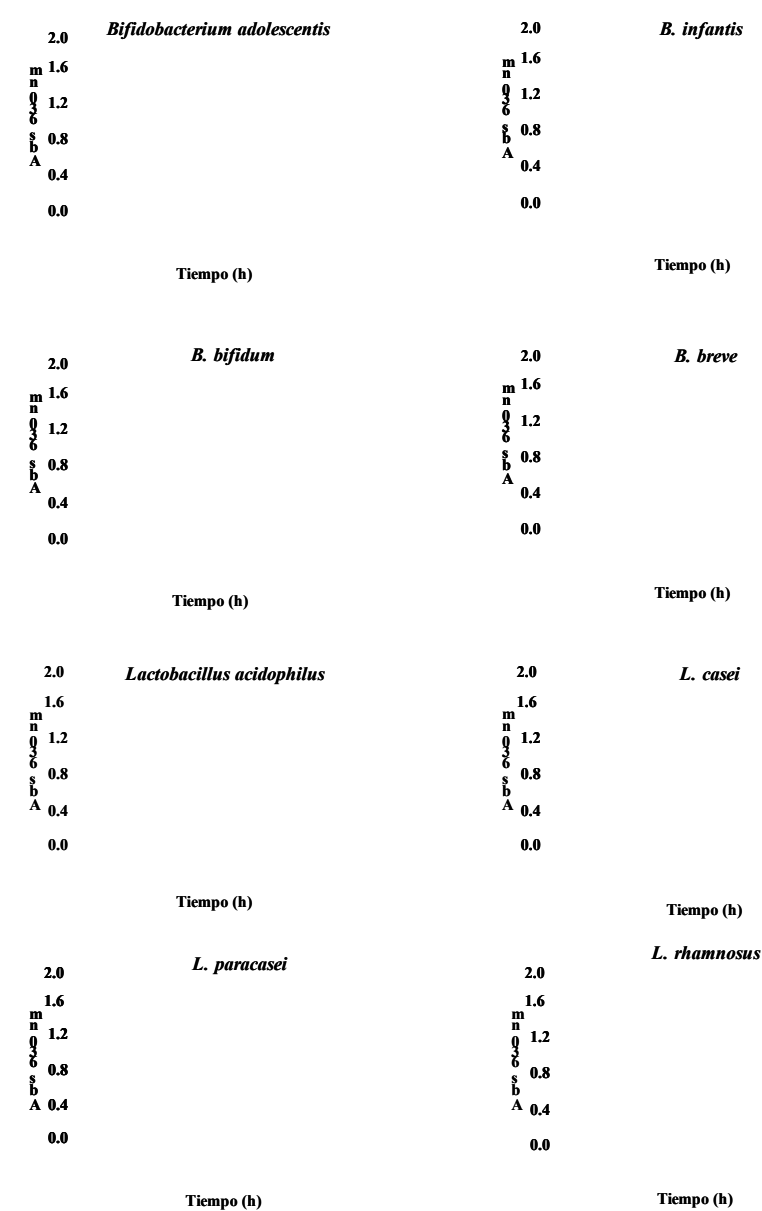 Bifidobacterium adolescentis
2.0
1.6
1.2
0.8
0.4
0.0
Abs 630 nm
Tiempo (h)
B. infantis
2.0
1.6
1.2
0.8
0.4
0.0
Abs 630 nm
Tiempo (h)
B. bifidum
2.0
1.6
1.2
0.8
0.4
0.0
Abs 630 nm
Tiempo (h)
B. breve
2.0
1.6
1.2
0.8
0.4
0.0
Abs 630 nm
Tiempo (h)
Lactobacillus acidophilus
2.0
1.6
1.2
0.8
0.4
0.0
Abs 630 nm
Tiempo (h)
L. casei
2.0
1.6
1.2
0.8
0.4
0.0
Abs 630 nm
Tiempo (h)
L. paracasei
2.0
1.6
1.2
0.8
0.4
0.0
Abs 630 nm
Tiempo (h)
L. rhamnosus
2.0
1.6
1.2
0.8
0.4
0.0
Abs 630 nm
Tiempo (h)